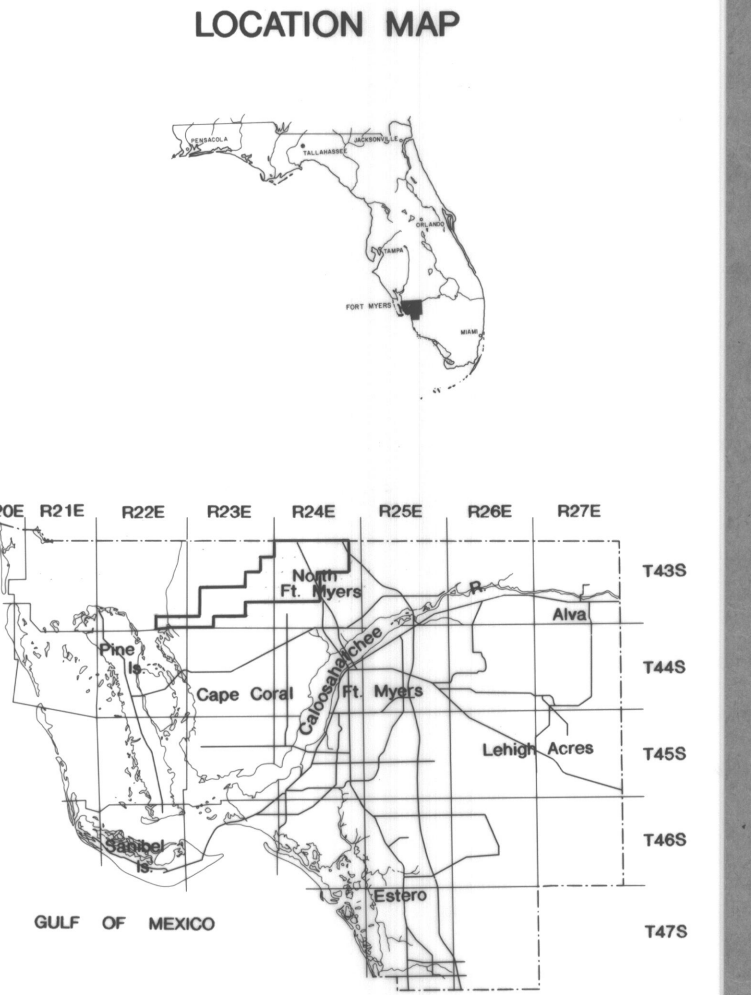 LOCATION MAP
PENSACOLA
TALLAHASSEE
JACKSONVILLE
ORLANDO
TAMPA
FORT MYERS
MIAMI
20E R21E R22E R23E R24E R25E R26E R27E
T43S
North
Ft. Myers
R.
Alva
Pine
Is.
T44S
Cape Coral
Caloosahatchee
Ft. Myers
Lehigh Acres
T45S
Sanibel
Is.
T46S
Estero
GULF OF MEXICO
T47S